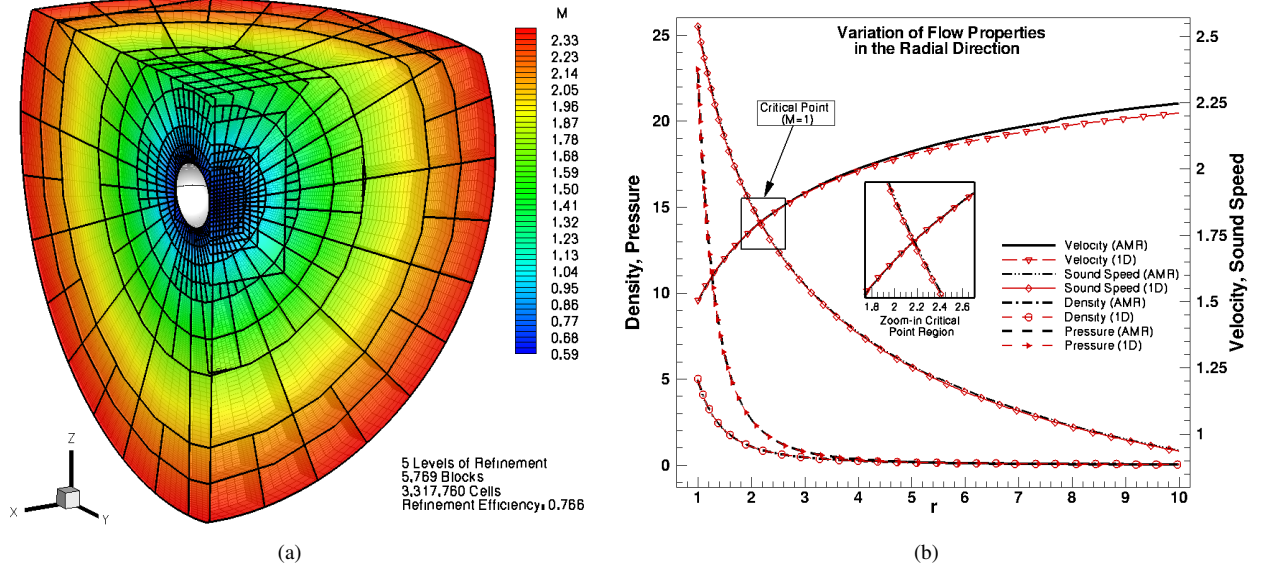 M
2.33
2.14
2.05
1.96
1.86
1.77
1.68
1.59
1.50
1.41
1.32
1.23
1.13
1.04
0.95
0.86
0.77
0.68
0.59
Z
X
Y
5 Levels of Refinement
5,769 Blocks
3,317,760 Cells
Refinement Efficiency: 0.766
(a)
Variation of Flow Properties
in the Radial Direction
Density, Pressure
25
20
15
10
5
0
Critical Point
(M=1)
1.8 2 2.2 2.4 2.6
Zoom-in Critical
Point Region
Velocity (AMR)
Velocity (1D)
Sound Speed (AMR)
Sound Speed (1D)
Density (AMR)
Density (1D)
Pressure (AMR)
Pressure (1D)
2.5
2.25
2
1.75
1.5
1.25
1
Velocity, Sound Speed
1 2 3 4 5 6 7 8 9 10
r
(b)